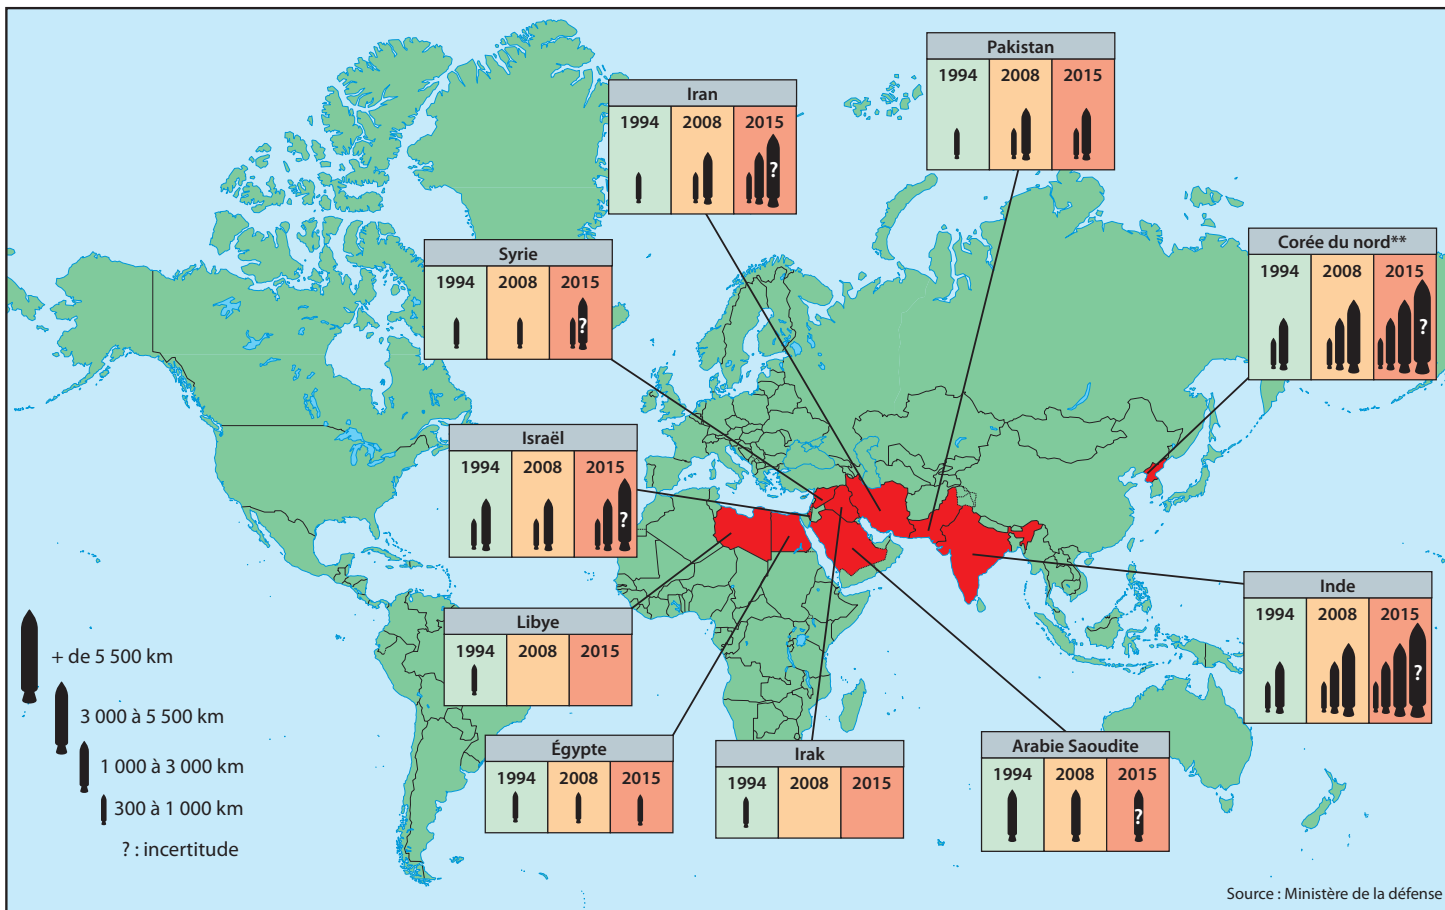 Pakistan
1994 2008 2015
Iran
1994 2008 2015
?
Corée du nord**
1994 2008 2015
?
Syrie
1994 2008 2015
?
Israël
1994 2008 2015
?
Inde
1994 2008 2015
?
Libye
1994 2008 2015
Égypte
1994 2008 2015
Irak
1994 2008 2015
Arabie Saoudite
1994 2008 2015
?
+ de 5 500 km
3 000 à 5 500 km
1 000 à 3 000 km
300 à 1 000 km
? : incertitude
Source : Ministère de la défense